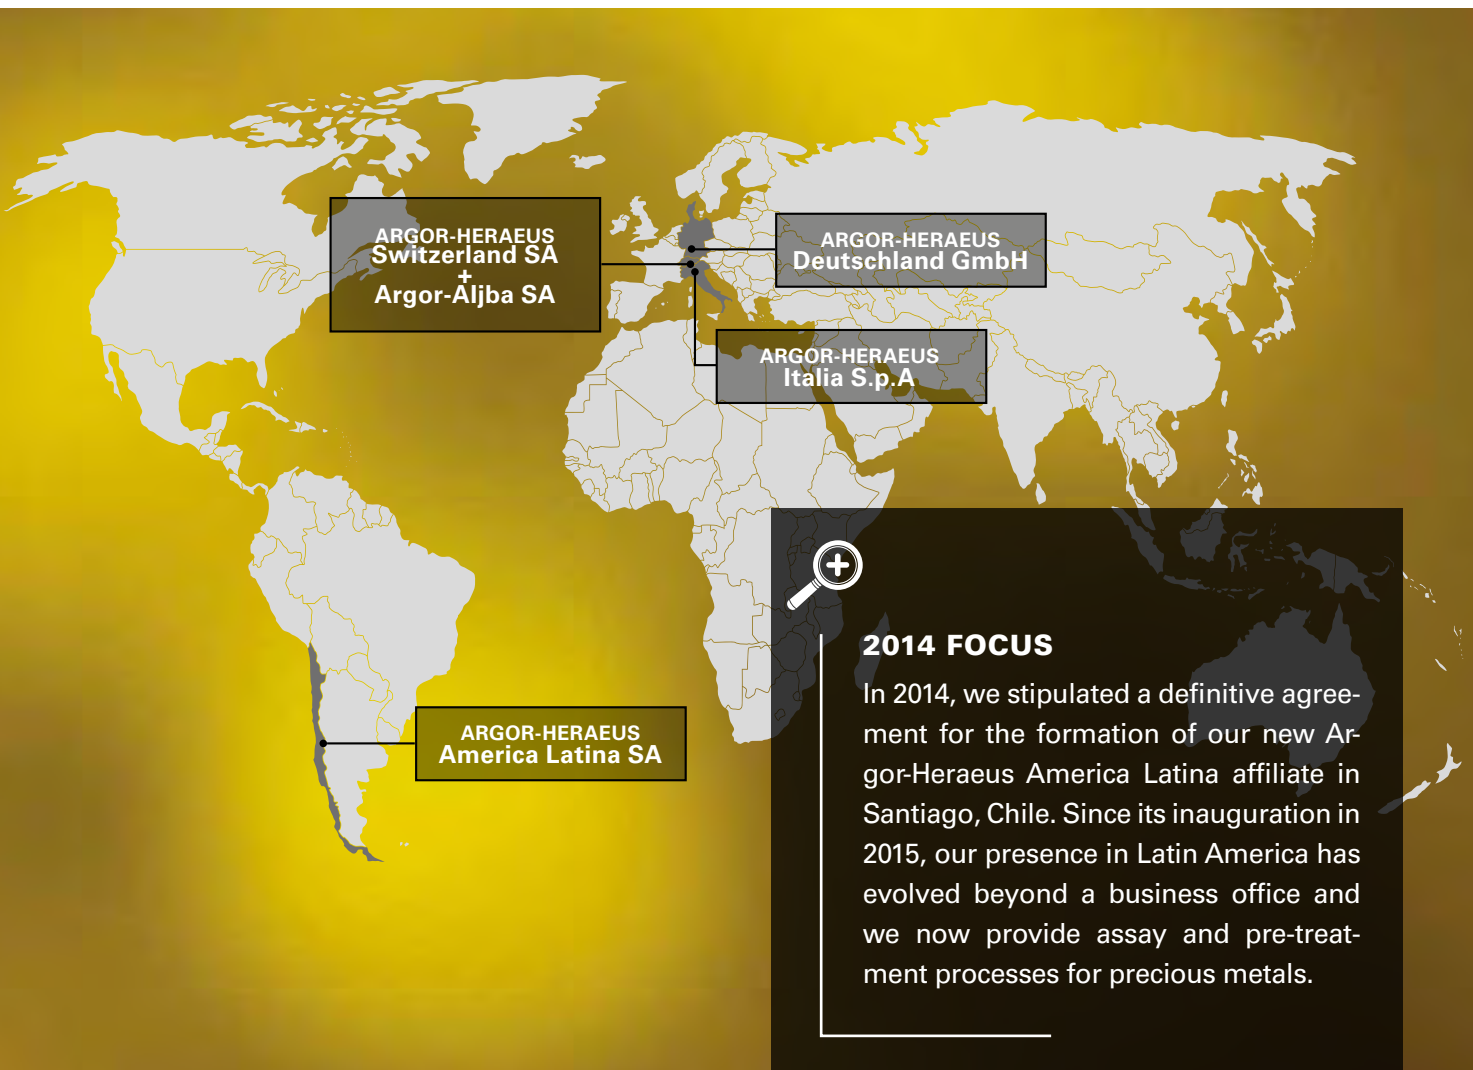 ARGOR-HERAEUS
Switzerland SA
+
Argor-Aljba SA
ARGOR-HERAEUS
Deutschland GmbH
ARGOR-HERAEUS
Italia S.p.A
ARGOR-HERAEUS
America Latina SA
2014 FOCUS
In 2014, we stipulated a definitive agree-
ment for the formation of our new Ar-
gor-Heraeus America Latina affiliate in
Santiago, Chile. Since its inauguration in
2015, our presence in Latin America has
evolved beyond a business office and
we now provide assay and pre-treat-
ment processes for precious metals.